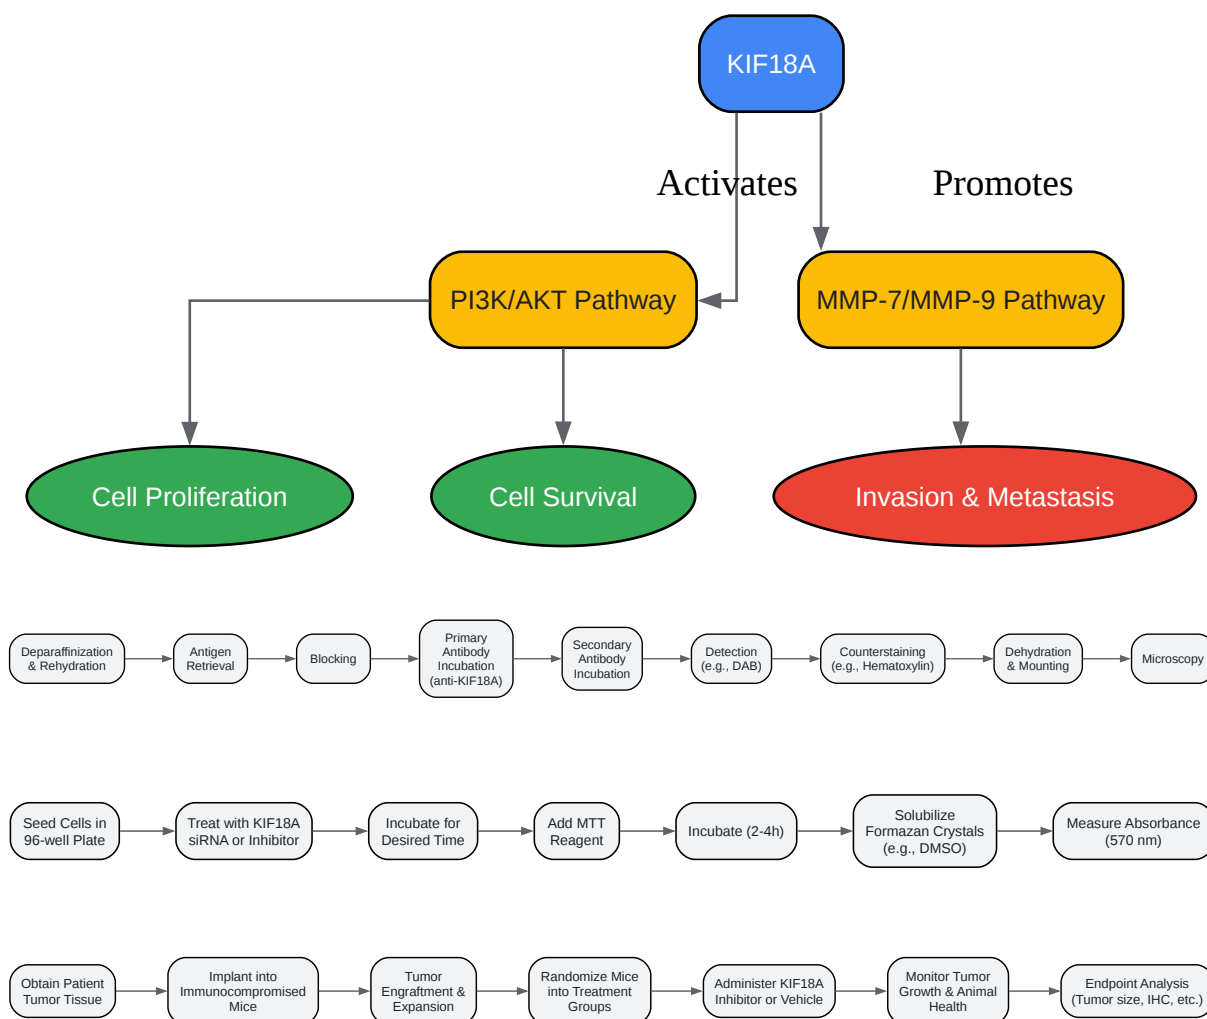 KIF18A
Activates
Promotes
PI3K/AKT Pathway
MMP-7/MMP-9 Pathway
Cell Proliferation
Cell Survival
Invasion & Metastasis
Deparaffinization
& Rehydration
Antigen
Retrieval
Blocking
Primary
Antibody
Incubation
(anti-KIF18A)
Secondary
Antibody
Incubation
Detection
(e.g., DAB)
Counterstaining
(e.g., Hematoxylin)
Dehydration
& Mounting
Microscopy
Seed Cells in
96-well Plate
Treat with KIF18A
siRNA or Inhibitor
Incubate for
Desired Time
Add MTT
Reagent
Incubate (2-4h)
Solubilize
Formazan Crystals
(e.g., DMSO)
Measure Absorbance
(570 nm)
Obtain Patient
Tumor Tissue
Implant into
Immunocompromised
Mice
Tumor
Engraftment &
Expansion
Randomize Mice
into Treatment
Groups
Administer KIF18A
Inhibitor or Vehicle
Monitor Tumor
Growth & Animal
Health
Endpoint Analysis
(Tumor size, IHC, etc.)